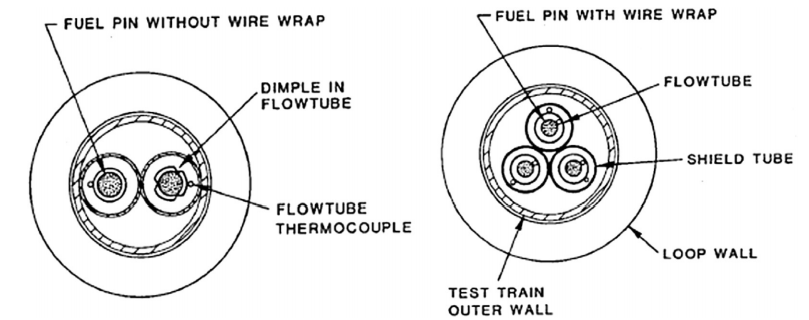 FUEL PIN WITHOUT WIRE WRAP
DIMPLE IN
FLOWTUBE
FLOWTUBE
THERMOCOUPLE
FUEL PIN WITH WIRE WRAP
FLOWTUBE
SHIELD TUBE
LOOP WALL
TEST TRAIN
OUTER WALL